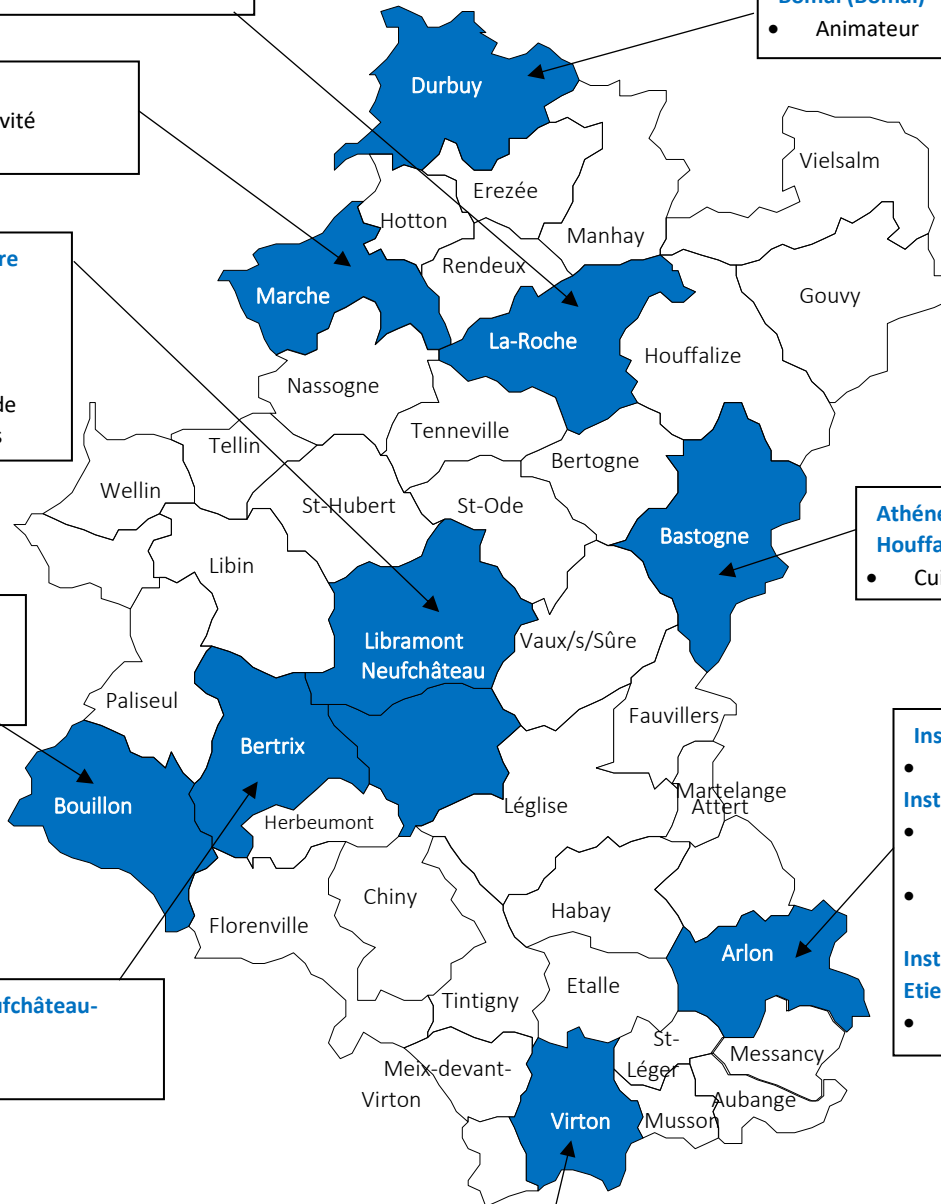 Domal (Bomal)
• Animateur
Durbuy
vité
Vielsalm
Erezée
Hotton
Manhay
re
Rendeux
Marche
Gouvy
La-Roche
Houffalize
Nassogne
de
s
Tenneville
Tellin
Bertogne
Wellin
St-Hubert
St-Ode
Athéne
Bastogne
Houffa
Libin
• Cui
Libramont
Vaux/s/Sûre
Neufchâteau
Paliseul
Fauvillers
Ins
Bertrix
•
Martelange
Bouillon
Léglise
Attert
Inst
Herbeumont
•
Chiny
•
Habay
Florenville
Arlon
Inst
Etalle
Etie
ufchâteau-
Tintigny
•
St-
Léger
Messancy
Meix-devant-
Virton
Aubange
Virton
Musson